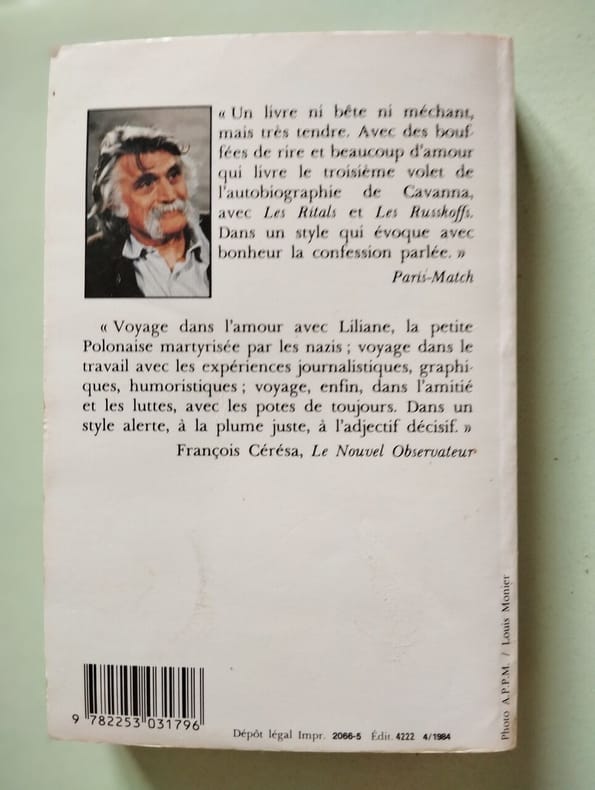 « Un livre ni bête ni méchant,
mais très tendre. Avec des bouf-
fées de rire et beaucoup d'amour
qui livre le troisième volet de
l'autobiographie de Cavanna,
avec Les Ritals et Les Russkoffs.
Dans un style qui évoque avec
bonheur la confession parlée. »
Paris-Match
« Voyage dans l'amour avec Liliane, la petite
Polonaise martyrisée par les nazis ; voyage dans le
travail avec les expériences journalistiques, graphi-
ques, humoristiques ; voyage, enfin, dans l'amitié
et les luttes, avec les potes de toujours. Dans un
style alerte, à la plume juste, à l'adjectif décisif. »
François Cérésa, Le Nouvel Observateur
Photo A.P.P.M. / Louis Monier
9 782253 031796
Dépôt légal Impr. 2066-5 Édit. 4222 4/1984